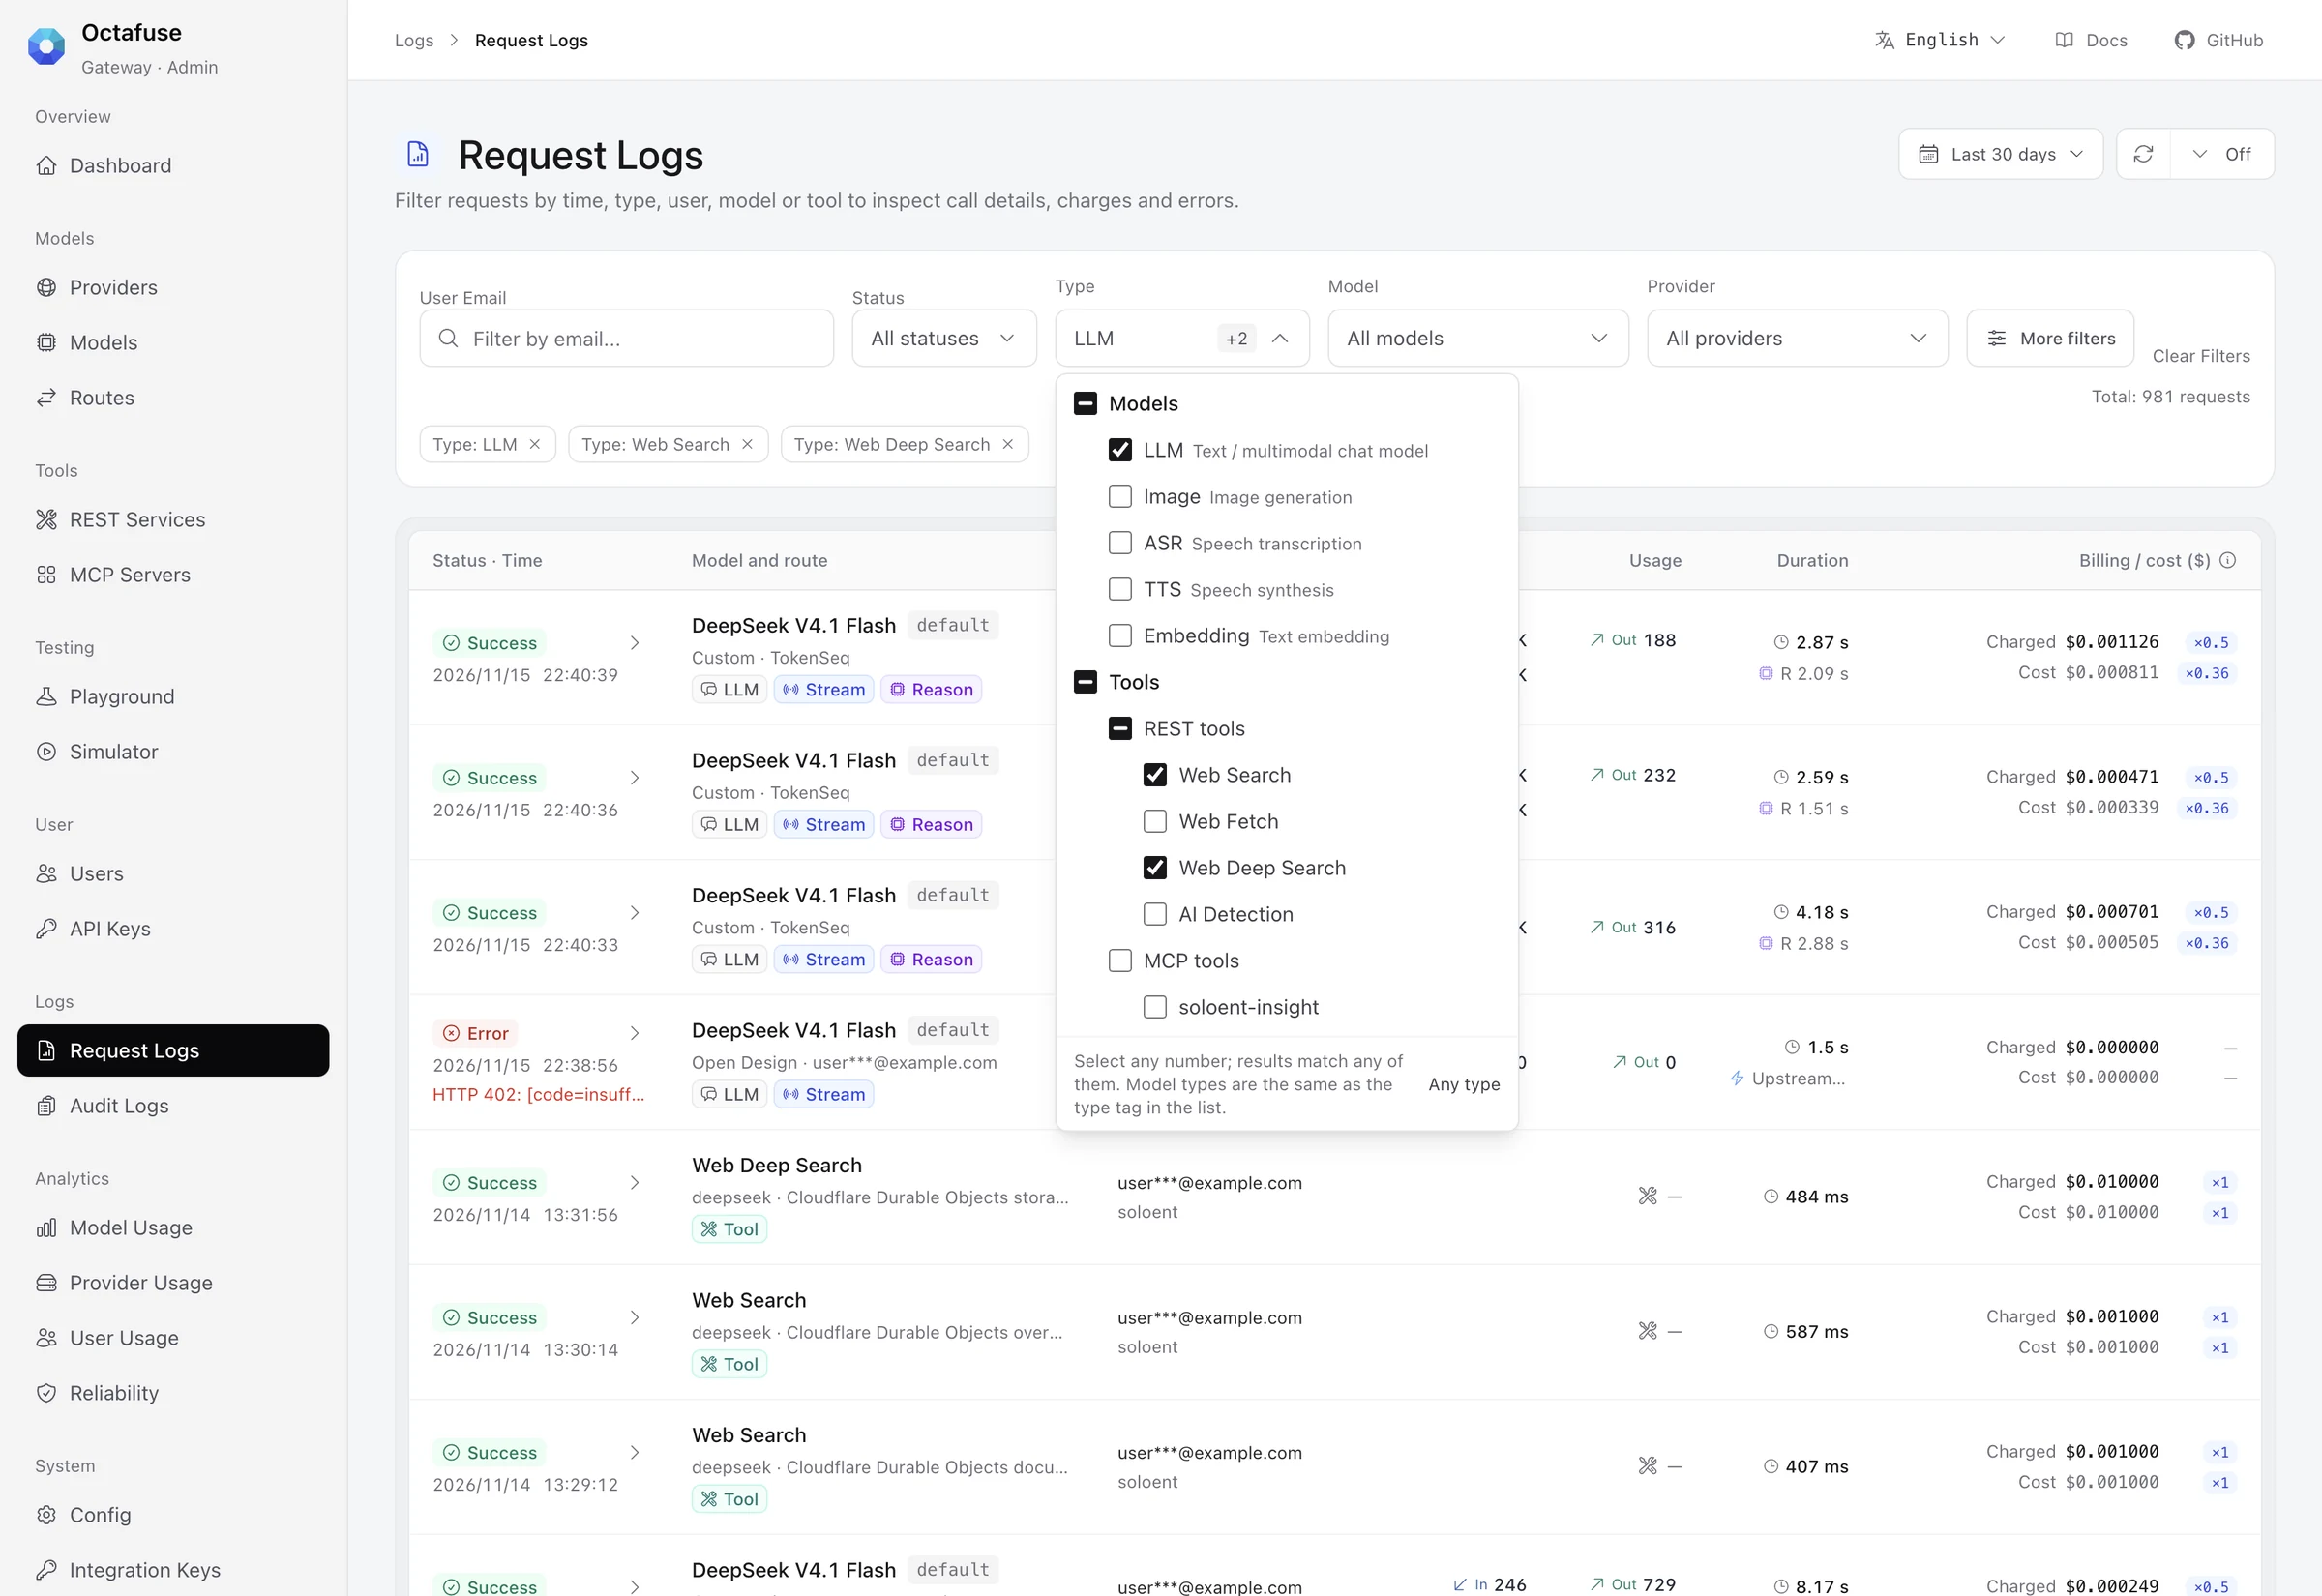 Octafuse
Gateway · Admin
Overview
Dashboard
Models
Providers
Models
Routes
Tools
REST Services
MCP Servers
Testing
Playground
Simulator
User
Users
API Keys
Logs
Request Logs
Audit Logs
Analytics
Model Usage
Provider Usage
User Usage
Reliability
System
Config
Integration Keys
Logs > Request Logs
English
Docs
GitHub
Request Logs
Filter requests by time, type, user, model or tool to inspect call details, charges and errors.
Last 30 days
Off
User Email
Filter by email...
Status
All statuses
Type
LLM +2
Model
All models
Provider
All providers
More filters
Clear Filters
Total: 981 requests
Type: LLM ×
Type: Web Search ×
Type: Web Deep Search ×
Models
LLM Text / multimodal chat model
Image Image generation
ASR Speech transcription
TTS Speech synthesis
Embedding Text embedding
Tools
REST tools
Web Search
Web Fetch
Web Deep Search
AI Detection
MCP tools
soloent-insight
Select any number; results match any of
them. Model types are the same as the
type tag in the list.
Any type
Status · Time
Model and route
Usage
Duration
Billing / cost ($)
Success
2026/11/15 22:40:39
DeepSeek V4.1 Flash default
Custom · TokenSeq
LLM Stream Reason
K
K
Out 188
2.87 s
R 2.09 s
Charged $0.001126 ×0.5
Cost $0.000811 ×0.36
Success
2026/11/15 22:40:36
DeepSeek V4.1 Flash default
Custom · TokenSeq
LLM Stream Reason
K
K
Out 232
2.59 s
R 1.51 s
Charged $0.000471 ×0.5
Cost $0.000339 ×0.36
Success
2026/11/15 22:40:33
DeepSeek V4.1 Flash default
Custom · TokenSeq
LLM Stream Reason
K
Out 316
4.18 s
R 2.88 s
Charged $0.000701 ×0.5
Cost $0.000505 ×0.36
Error
2026/11/15 22:38:56
HTTP 402: [code=insuff...
DeepSeek V4.1 Flash default
Open Design · user***@example.com
LLM Stream
0
Out 0
1.5 s
Upstream...
Charged $0.000000 —
Cost $0.000000 —
Success
2026/11/14 13:31:56
Web Deep Search
deepseek · Cloudflare Durable Objects stora...
Tool
user***@example.com
soloent
—
484 ms
Charged $0.010000 ×1
Cost $0.010000 ×1
Success
2026/11/14 13:30:14
Web Search
deepseek · Cloudflare Durable Objects over...
Tool
user***@example.com
soloent
—
587 ms
Charged $0.001000 ×1
Cost $0.001000 ×1
Success
2026/11/14 13:29:12
Web Search
deepseek · Cloudflare Durable Objects docu...
Tool
user***@example.com
soloent
—
407 ms
Charged $0.001000 ×1
Cost $0.001000 ×1
Success
DeepSeek V4.1 Flash default
user***@example.com
In 246
Out 729
8.17 s
Charged $0.000249 ×0.5